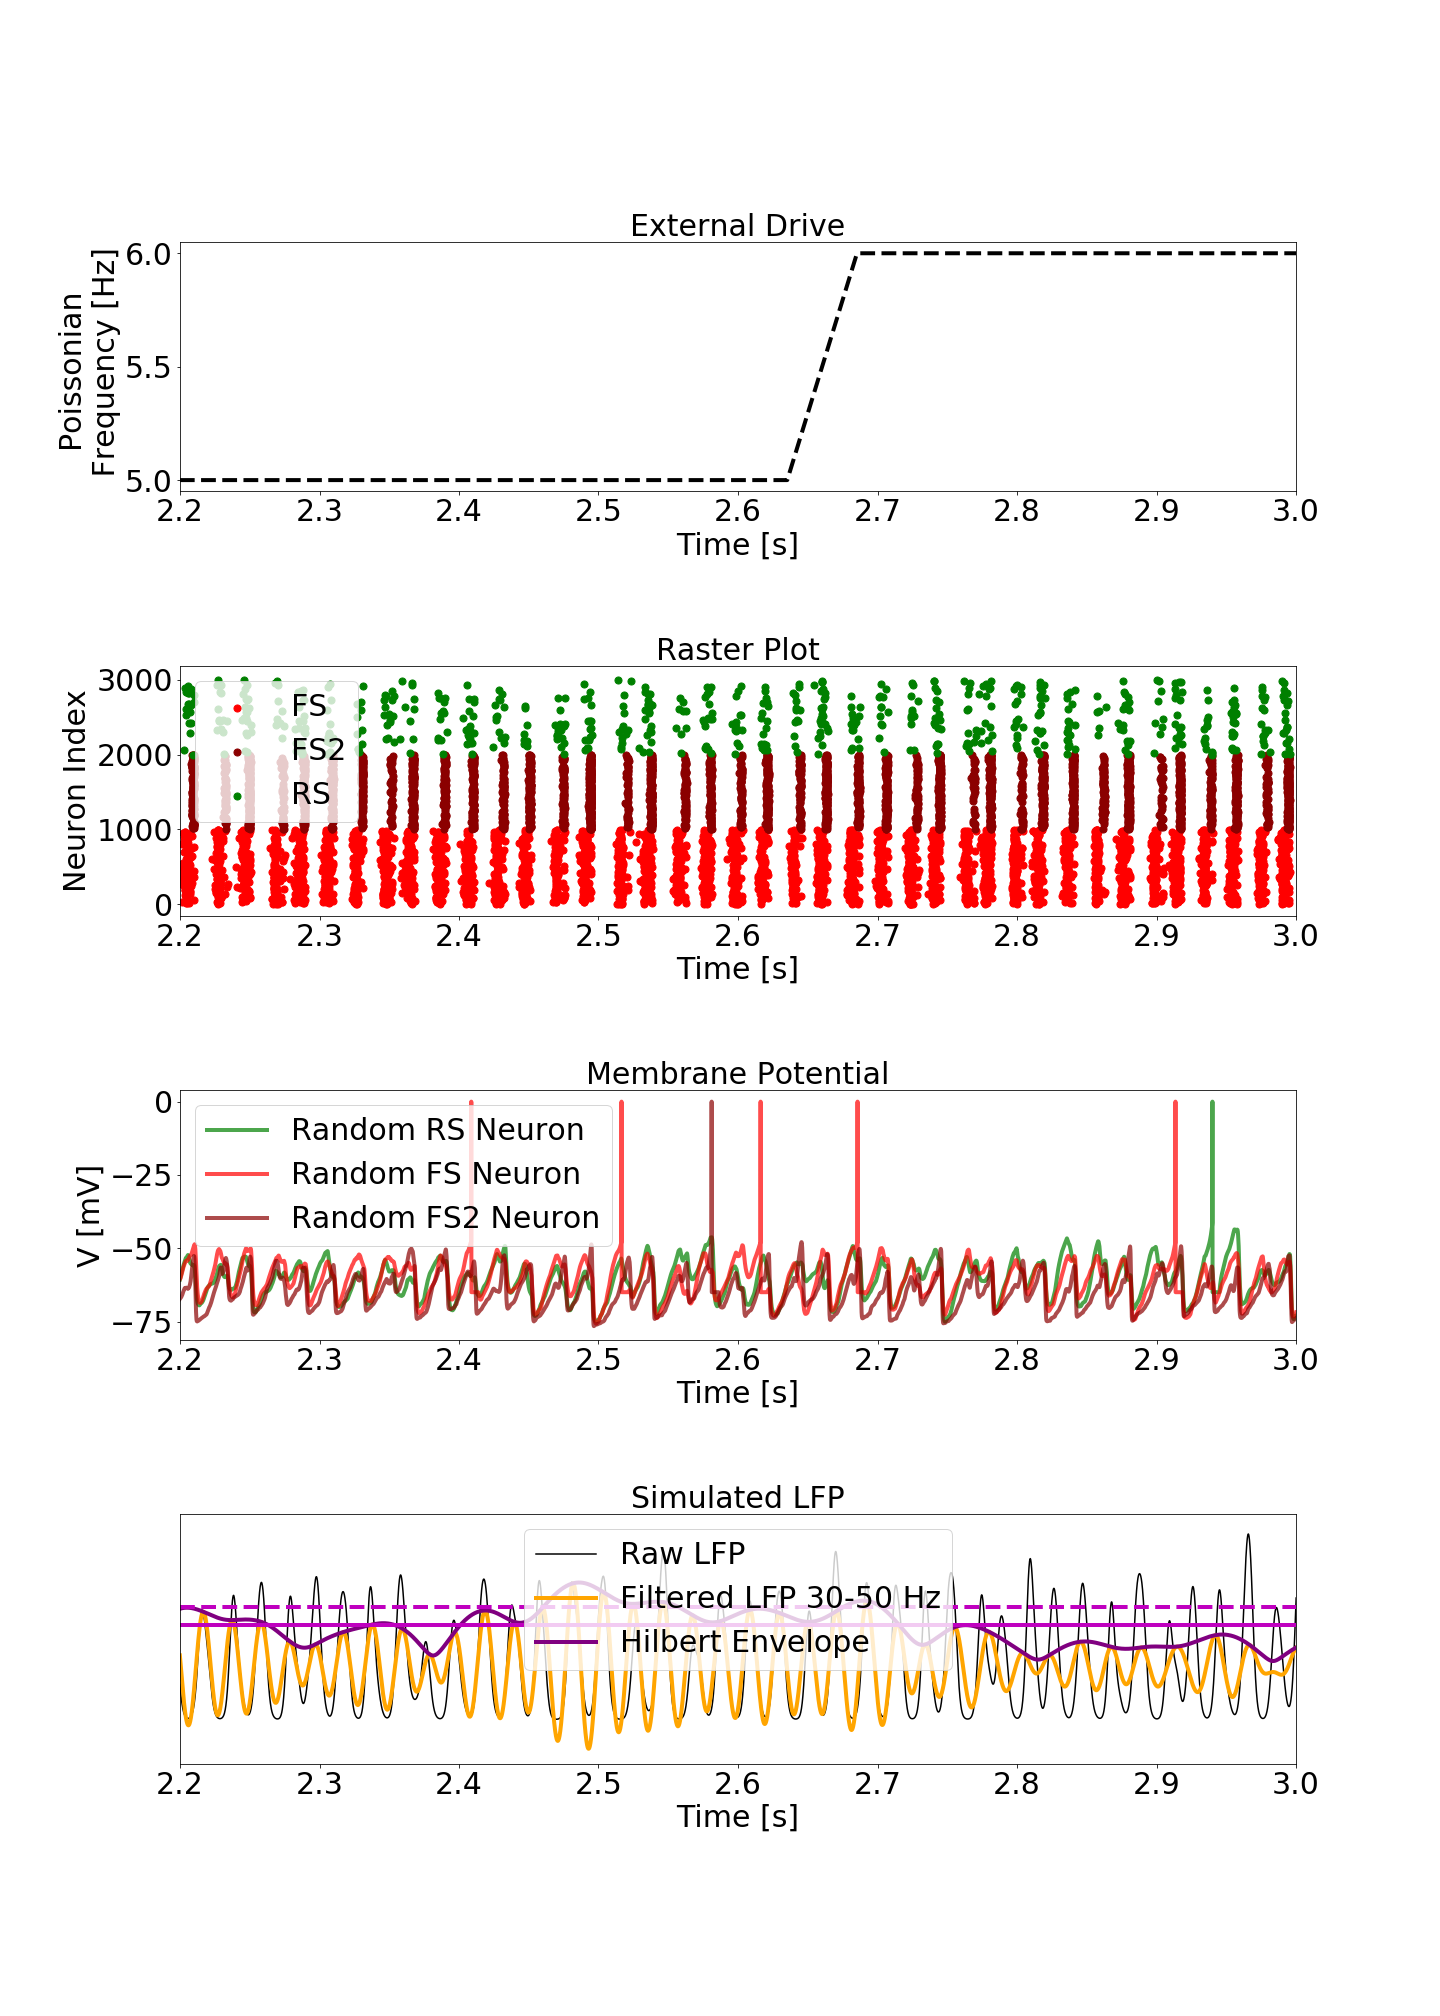 External Drive
Poissonian
Frequency [Hz]
6.0
5.5
5.0
2.2 2.3 2.4 2.5 2.6 2.7 2.8 2.9 3.0
Time [s]
Raster Plot
Neuron Index
3000
2000
1000
0
FS
FS2
RS
2.2 2.3 2.4 2.5 2.6 2.7 2.8 2.9 3.0
Time [s]
Membrane Potential
V [mV]
0
−25
−50
−75
Random RS Neuron
Random FS Neuron
Random FS2 Neuron
2.2 2.3 2.4 2.5 2.6 2.7 2.8 2.9 3.0
Time [s]
Simulated LFP
Raw LFP
Filtered LFP 30-50 Hz
Hilbert Envelope
2.2 2.3 2.4 2.5 2.6 2.7 2.8 2.9 3.0
Time [s]